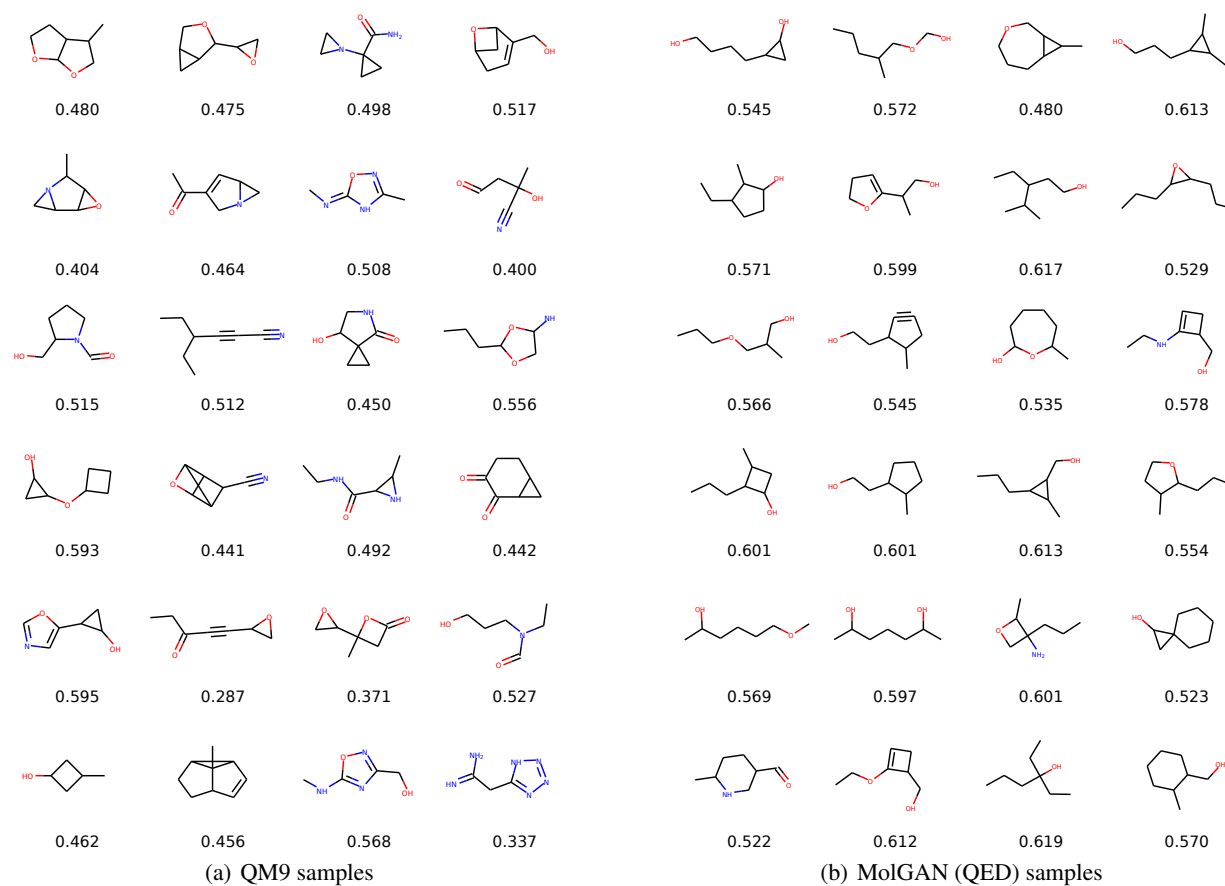 0.480 0.475 0.498 0.517 0.545 0.572 0.480 0.613
0.404 0.464 0.508 0.400 0.571 0.599 0.617 0.529
0.515 0.512 0.450 0.556 0.566 0.545 0.535 0.578
0.593 0.441 0.492 0.442 0.601 0.601 0.613 0.554
0.595 0.287 0.371 0.527 0.569 0.597 0.601 0.523
0.462 0.456 0.568 0.337 0.522 0.612 0.619 0.570
(a) QM9 samples (b) MolGAN (QED) samples